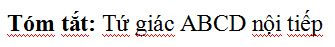 Tóm tắt: Tứ giác ABCD nội tiếp